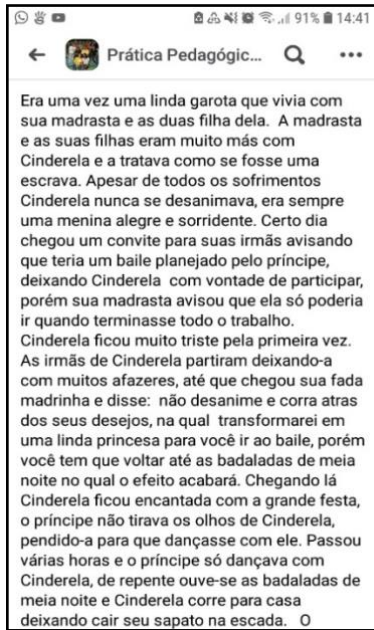 91% 14:41
Prática Pedagógic...
Era uma vez uma linda garota que vivia com
sua madrasta e as duas filha dela.  A madrasta
e as suas filhas eram muito más com
Cinderela e a tratava como se fosse uma
escrava. Apesar de todos os sofrimentos
Cinderela nunca se desanimava, era sempre
uma menina alegre e sorridente. Certo dia
chegou um convite para suas irmãs avisando
que teria um baile planejado pelo príncipe,
deixando Cinderela  com vontade de participar,
porém sua madrasta avisou que ela só poderia
ir quando terminasse todo o trabalho.
Cinderela ficou muito triste pela primeira vez.
As irmãs de Cinderela partiram deixando-a
com muitos afazeres, até que chegou sua fada
madrinha e disse:  não desanime e corra atras
dos seus desejos, na qual  transformarei em
uma linda princesa para você ir ao baile, porém
você tem que voltar até as badaladas de meia
noite no qual o efeito acabará. Chegando lá
Cinderela ficou encantada com a grande festa,
o príncipe não tirava os olhos de Cinderela,
pendido-a para que dançasse com ele. Passou
várias horas e o príncipe só dançava com
Cinderela, de repente ouve-se as badaladas de
meia noite e Cinderela corre para casa
deixando cair seu sapato na escada.  O